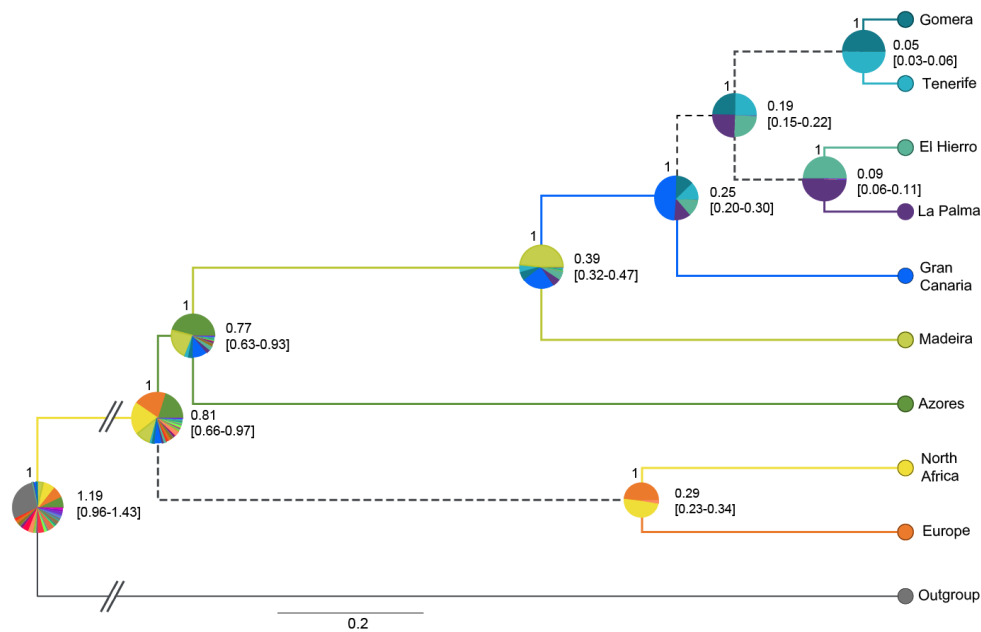 1
Gomera
0.05
[0.03-0.06]
Tenerife
1
0.19
[0.15-0.22]
1
El Hierro
0.09
[0.06-0.11]
La Palma
1
0.25
[0.20-0.30]
1
0.39
[0.32-0.47]
Gran
Canaria
1
0.77
[0.63-0.93]
Madeira
1
0.81
[0.66-0.97]
Azores
1
North
Africa
0.29
[0.23-0.34]
Europe
1
1.19
[0.96-1.43]
Outgroup
0.2